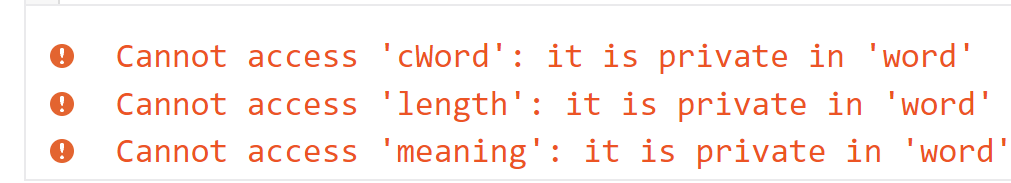 Cannot access 'cWord': it is private in 'word'
Cannot access 'length': it is private in 'word'
Cannot access 'meaning': it is private in 'word'